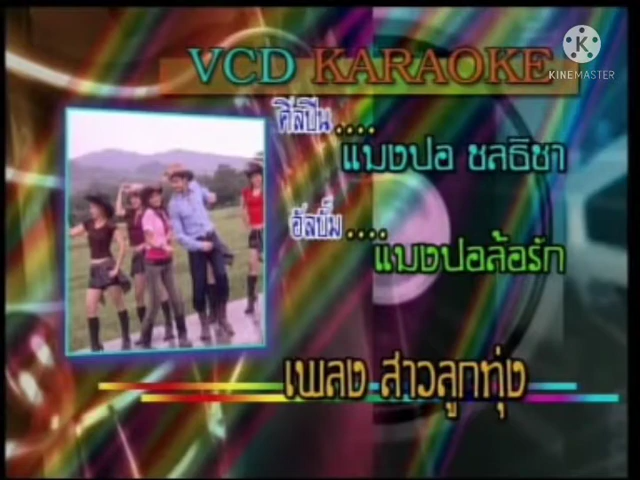 VCD KARAOKE
KINEMASTER
ศิลปิน....
แมงปอ ชลธิชา
อัลบั้ม....
แมงปอล้อรัก
เพลง สาวลูกทุ่ง